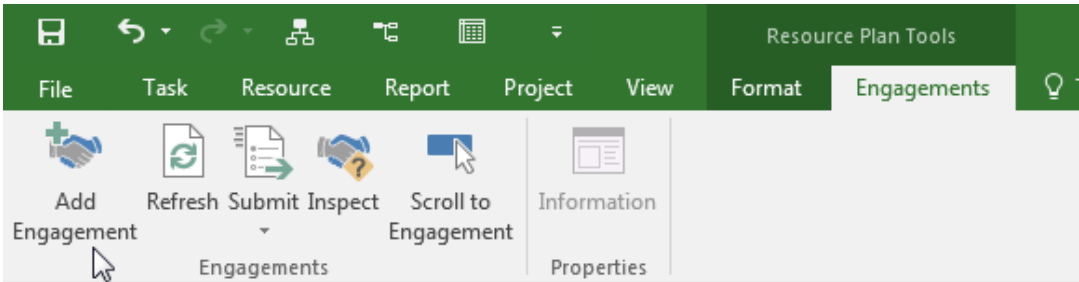 Resource Plan Tools
File Task Resource Report Project View Format Engagements
Add Engagement
Refresh
Submit
Inspect
Scroll to Engagement
Information
Engagements
Properties